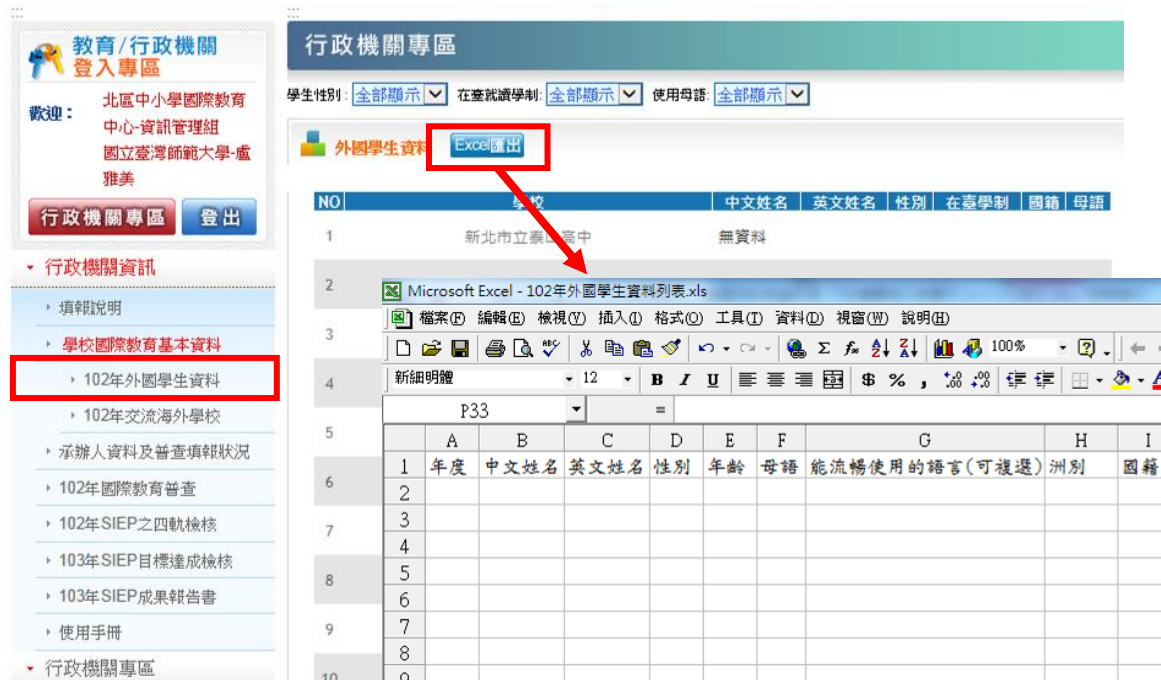 教育/行政機關
登入專區
歡迎：
北區中小學國際教育
中心-資訊管理組
國立臺灣師範大學-盧
雅美
行政機關專區
登出
行政機關資訊
填報說明
學校國際教育基本資料
102年外國學生資料
102年交流海外學校
承辦人資料及普查填報狀況
102年國際教育普查
102年SIEP之四軌檢核
103年SIEP目標達成檢核
103年SIEP成果報告書
使用手冊
行政機關專區
行政機關專區
學生性別: 全部顯示 在臺就讀學制: 全部顯示 使用母語: 全部顯示
外國學生資料 Excel匯出
NO 學校 中文姓名 英文姓名 性別 在臺學制 國籍 母語
1 新北市立泰山高中 無資料
2
3
4
5
6
7
8
9
10
Microsoft Excel - 102年外國學生資料列表.xls
檔案(F) 編輯(E) 檢視(V) 插入(I) 格式(O) 工具(T) 資料(D) 視窗(W) 說明(H)
100%
新細明體 12 B I U $ % ,
P33 =
A B C D E F G H I
1 年度 中文姓名 英文姓名 性別 年齡 母語 能流暢使用的語言(可複選) 洲別 國籍
2
3
4
5
6
7
8
9